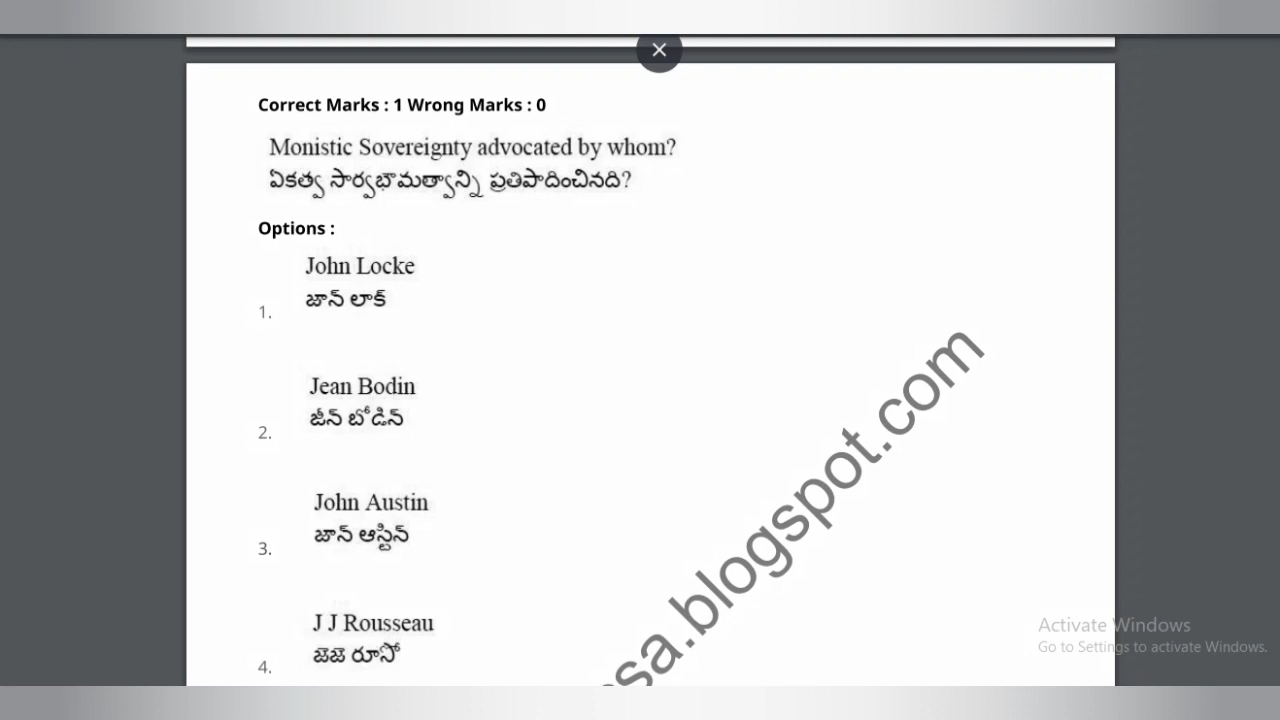 Correct Marks : 1 Wrong Marks : 0
Monistic Sovereignty advocated by whom?
ఏకత్వ సార్వభౌమత్వాన్ని ప్రతిపాదించినది?
Options :
John Locke
జాన్ లాక్
1.
Jean Bodin
జీన్ బోడిన్
2.
John Austin
జాన్ ఆస్టిన్
3.
J J Rousseau
జెజె రూసో
4.
sa.blogspot.com
Activate Windows
Go to Settings to activate Windows.